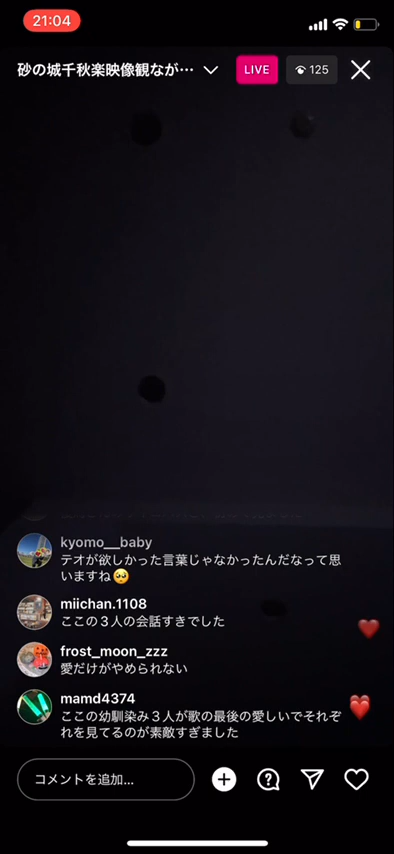 21:04
砂の城千秋楽映像観なが…
LIVE
125
kyomo__baby
テオが欲しかった言葉じゃなかったんだなって思
いますね🥺
miichan.1108
ここの３人の会話すきでした
frost_moon_zzz
愛だけがやめられない
mamd4374
ここの幼馴染み３人が歌の最後の愛しいでそれぞ
れを見てるのが素敵すぎました
コメントを追加...